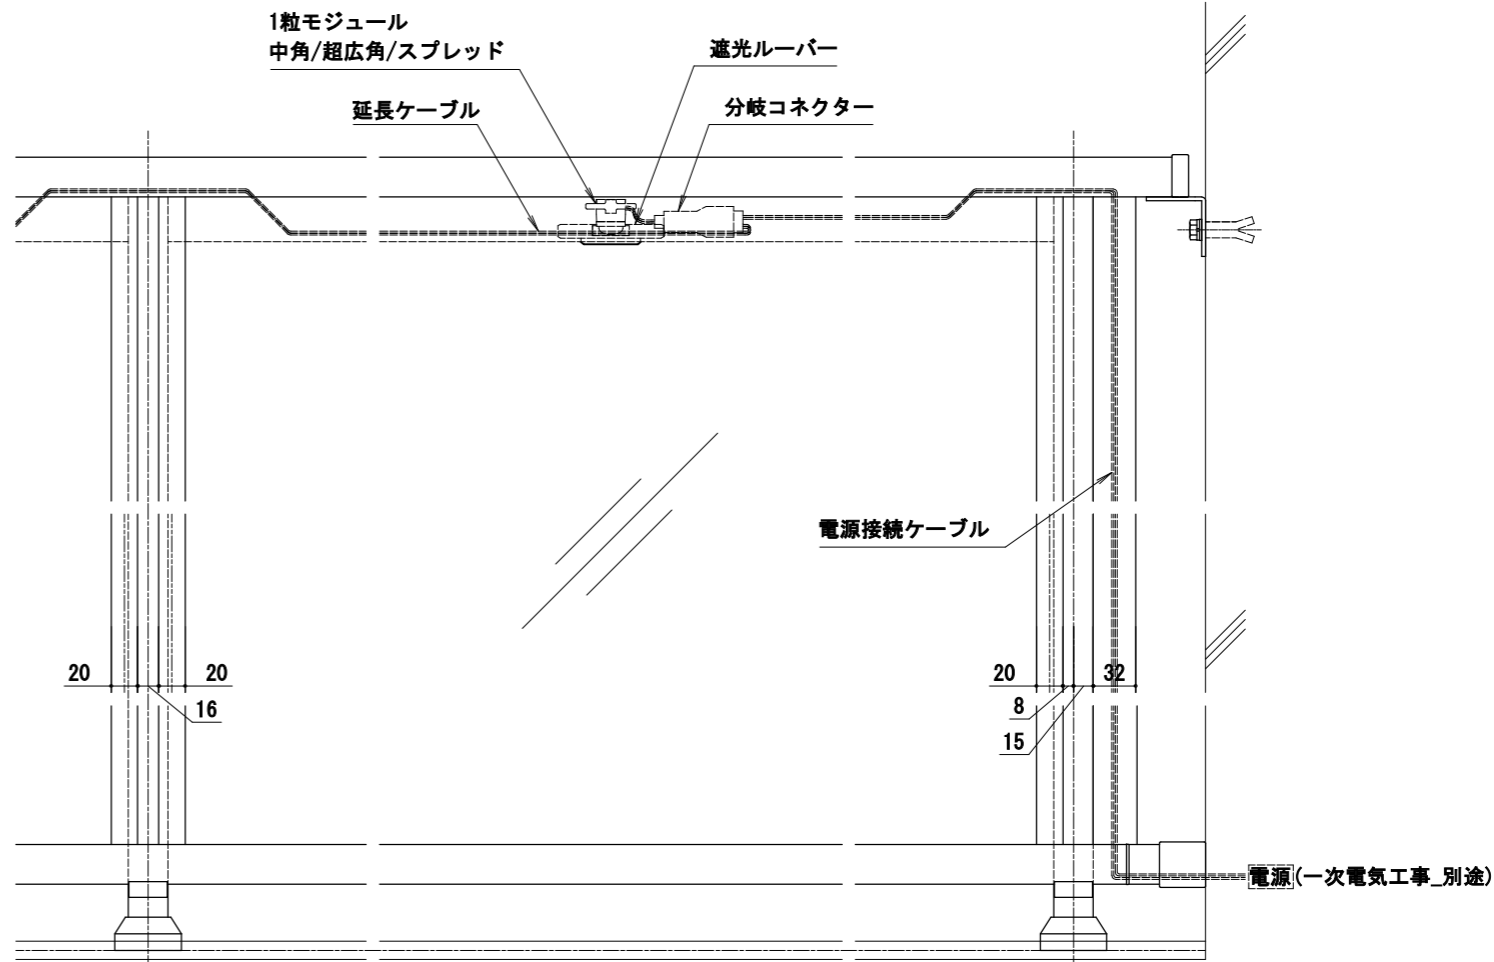 1粒モジュール
中角/超広角/スプレッド
遮光ルーバー
延長ケーブル
分岐コネクター
電源接続ケーブル
20
20
16
20
32
8
15
電源(一次電気工事_別途)